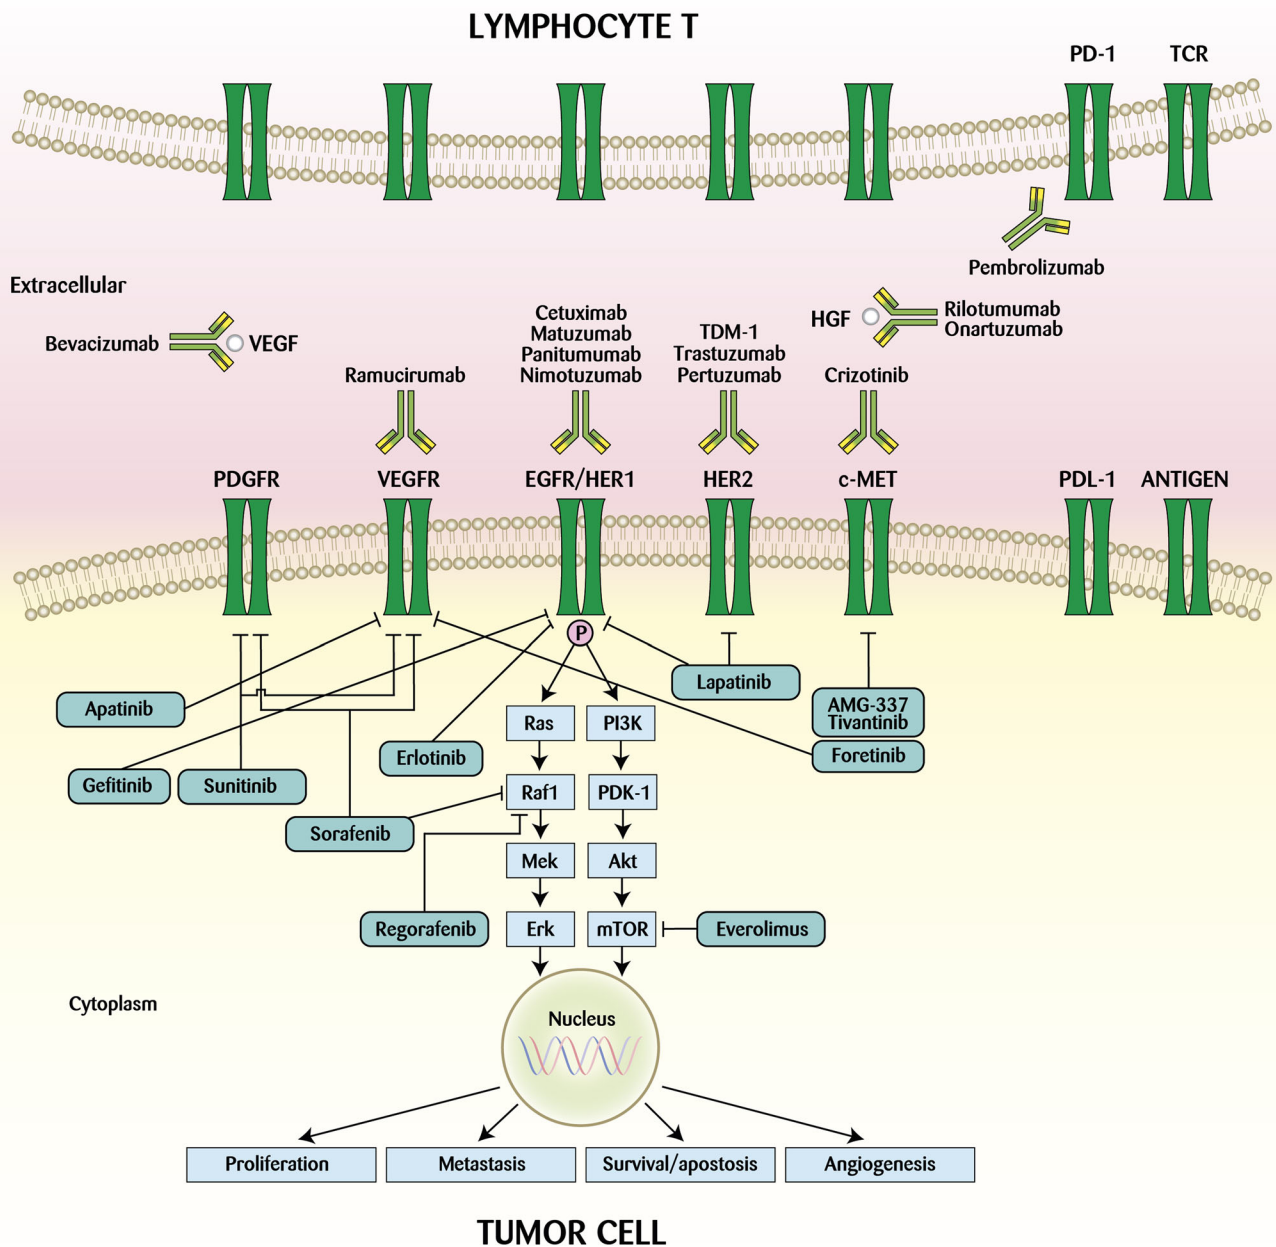 LYMPHOCYTE T
PD-1
TCR
Pembrolizumab
Extracellular
Bevacizumab
VEGF
Ramucirumab
Cetuximab
Matuzumab
Panitumumab
Nimotuzumab
TDM-1
Trastuzumab
Pertuzumab
HGF
Rilotumumab
Onartuzumab
Crizotinib
PDGFR
VEGFR
EGFR/HER1
HER2
c-MET
PDL-1
ANTIGEN
P
Apatinib
Gefitinib
Sunitinib
Erlotinib
Lapatinib
AMG-337
Tivantinib
Foretinib
Ras
PI3K
Raf1
PDK-1
Sorafenib
Mek
Akt
Regorafenib
Erk
mTOR
Everolimus
Cytoplasm
Nucleus
Proliferation
Metastasis
Survival/apostosis
Angiogenesis
TUMOR CELL